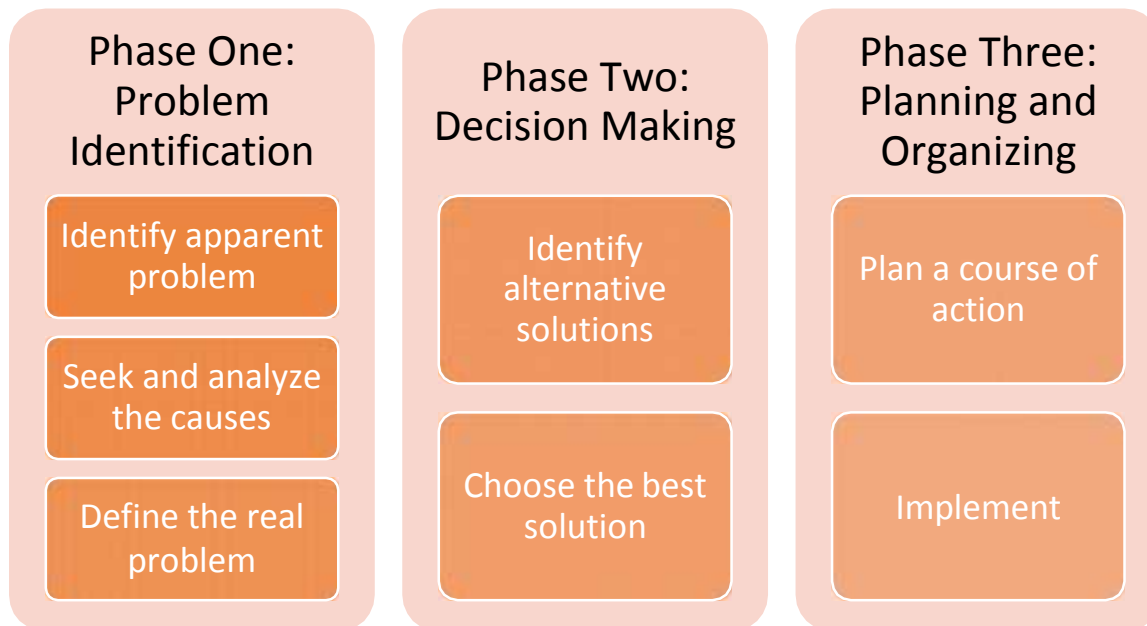 Phase One:
Problem
Identification
Identify apparent
problem
Seek and analyze
the causes
Define the real
problem
Phase Two:
Decision Making
Identify
alternative
solutions
Choose the best
solution
Phase Three:
Planning and
Organizing
Plan a course of
action
Implement